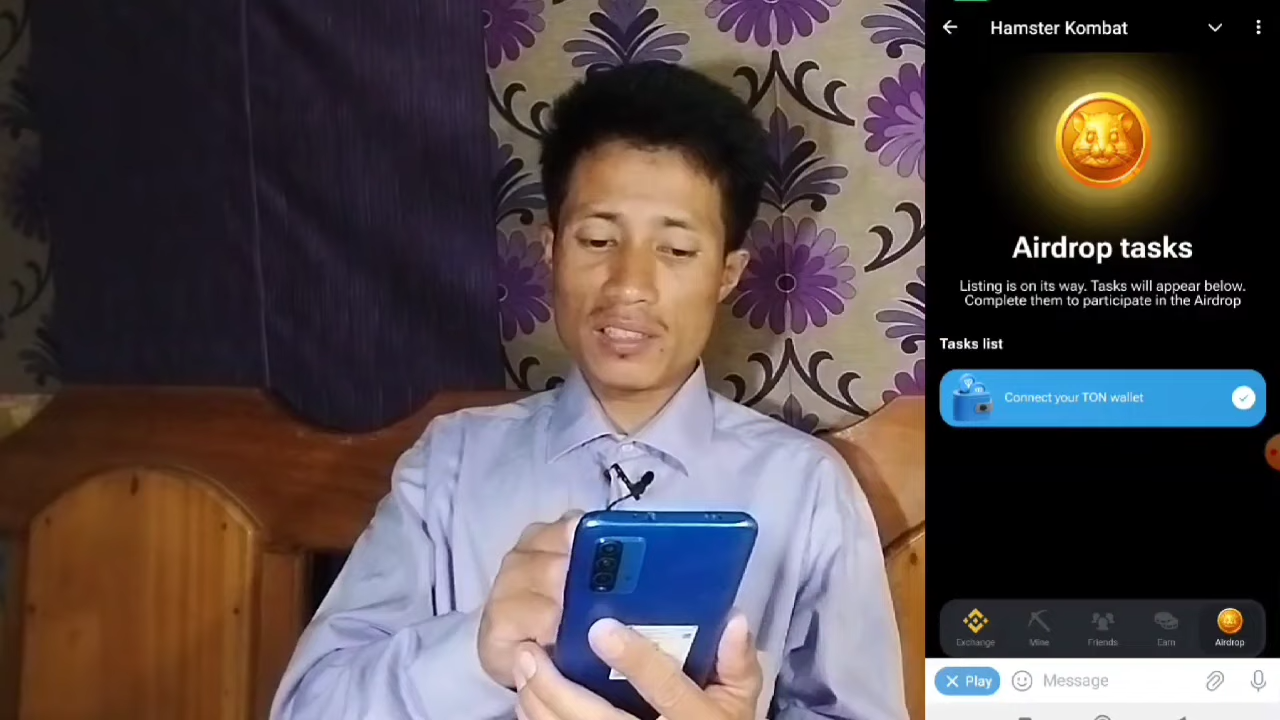 Hamster Kombat
Airdrop tasks
Listing is on its way. Tasks will appear below.
Complete them to participate in the Airdrop
Tasks list
Connect your TON wallet
Exchange
Mine
Friends
Earn
Airdrop
Play
Message